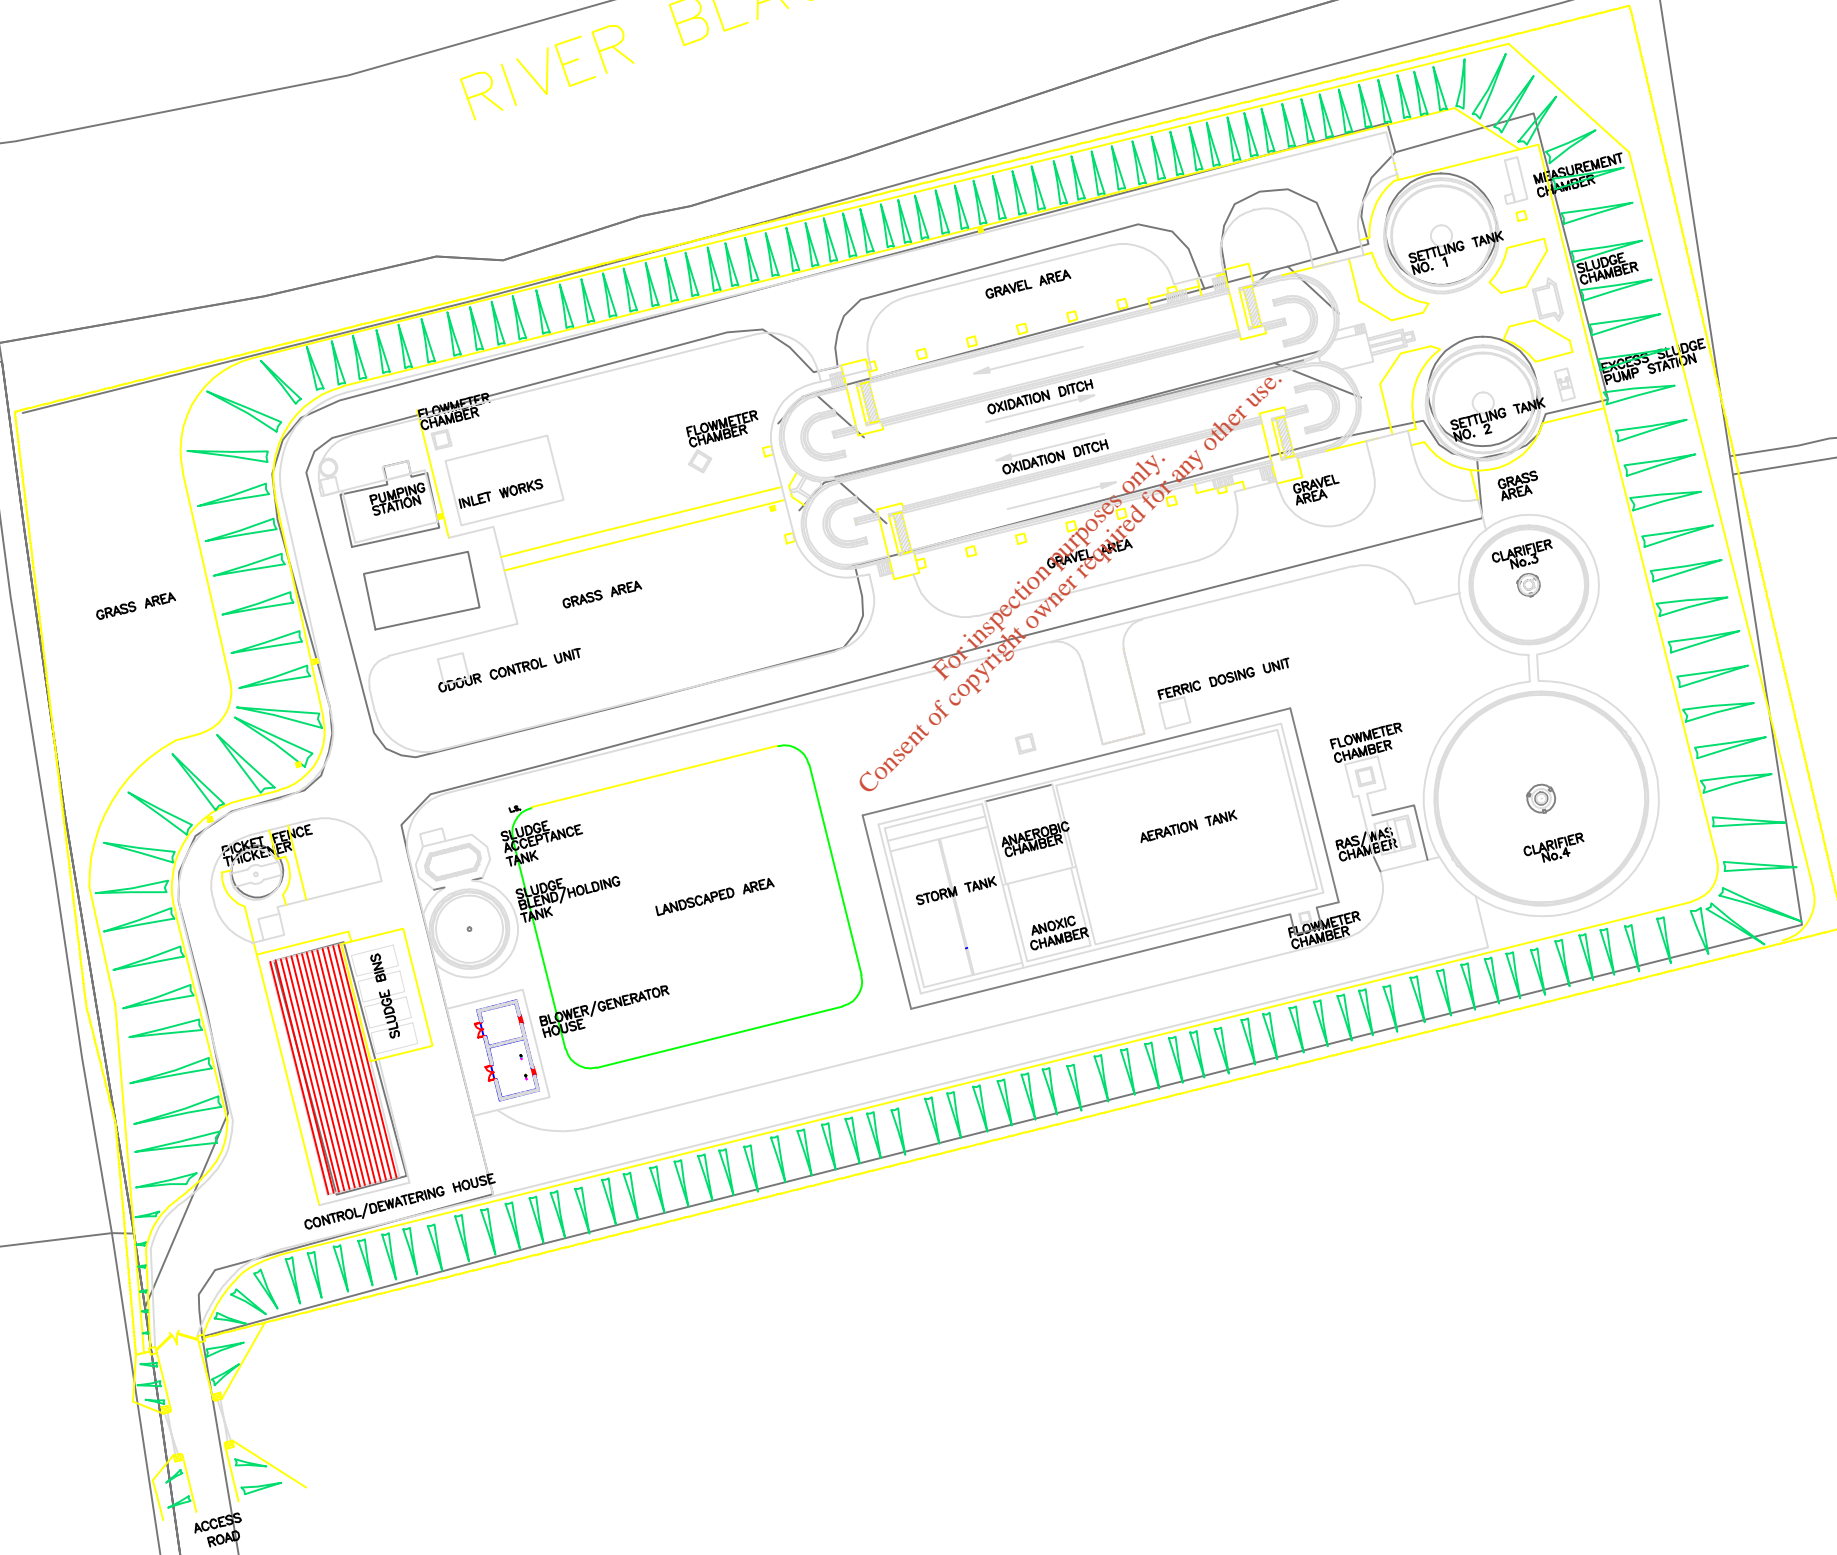 RIVER
MEASUREMENT
CHAMBER
SETTLING TANK
NO. 1
SLUDGE
CHAMBER
GRAVEL AREA
EXCESS SLUDGE
PUMP STATION
OXIDATION DITCH
FLOWMETER
CHAMBER
FLOWMETER
CHAMBER
SETTLING TANK
NO. 2
OXIDATION DITCH
PUMPING
STATION
INLET WORKS
GRAVEL
AREA
GRASS
AREA
GRAVEL AREA
CLARIFIER
No.3
GRASS AREA
GRASS AREA
For inspection purposes only.
Consent of copyright owner required for any other use.
ODOUR CONTROL UNIT
FERRIC DOSING UNIT
FLOWMETER
CHAMBER
PICKET FENCE
THICKENER
SLUDGE
ACCEPTANCE
TANK
ANAEROBIC
CHAMBER
AERATION TANK
RAS/WAS
CHAMBER
CLARIFIER
No.4
SLUDGE
BLEND/HOLDING
TANK
LANDSCAPED AREA
STORM TANK
ANOXIC
CHAMBER
FLOWMETER
CHAMBER
SLUDGE BINS
BLOWER/GENERATOR
HOUSE
CONTROL/DEWATERING HOUSE
ACCESS
ROAD